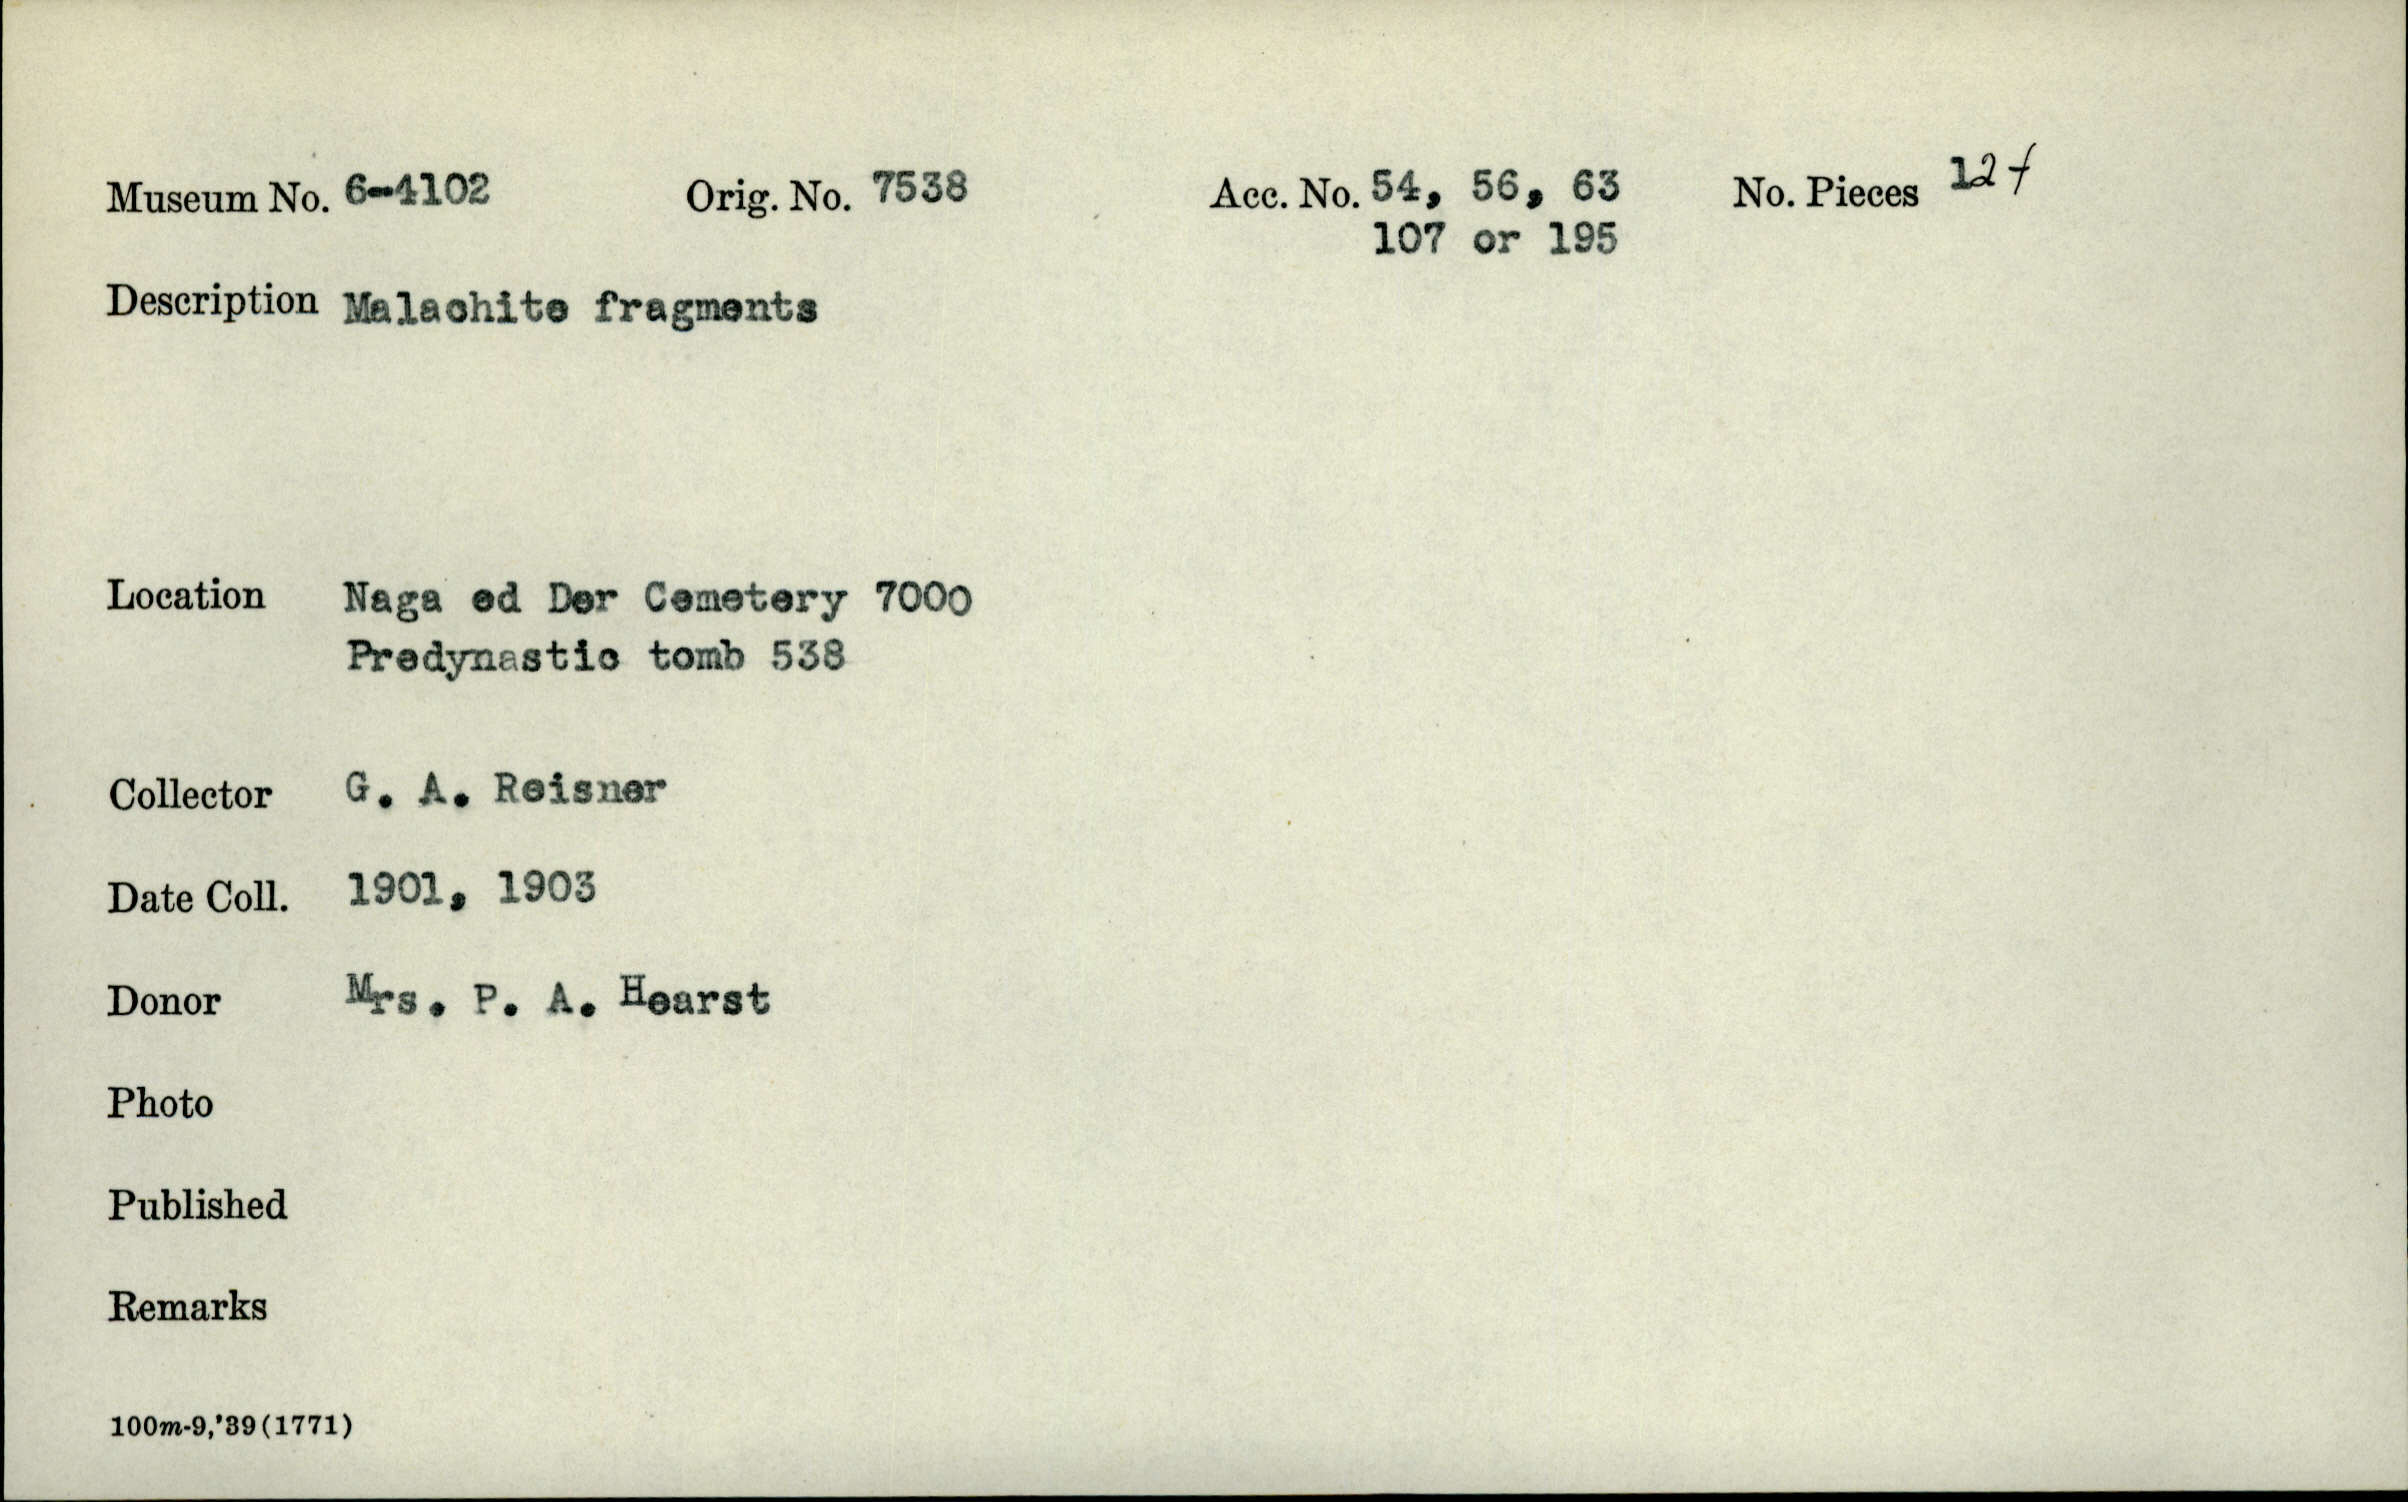 Museum No. 6-4102 Orig. No. 7538 Acc. No. 54, 56, 63 No. Pieces 12+
107 or 195
Description Malachite fragments
Location Naga ed Der Cemetery 7000
Predynastic tomb 538
Collector G. A. Reisner
Date Coll. 1901, 1903
Donor Mrs. P. A. Hearst
Photo
Published
Remarks
100m-9,'39(1771)